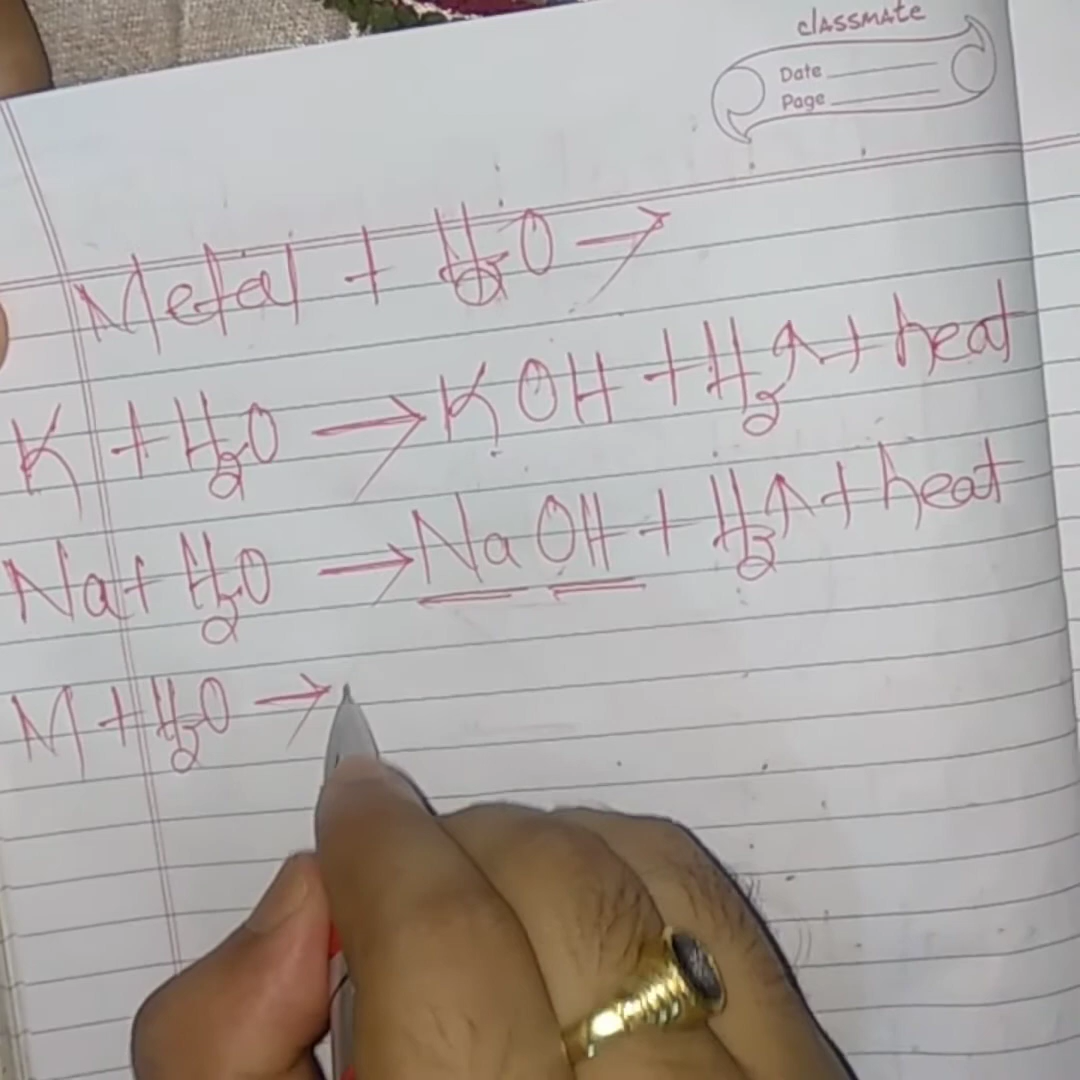 classmate
Date
Page
Metal + H₂O →
K + H₂O → KOH + H₂↑ + heat
Na + H₂O → NaOH + H₂↑ + heat
M + H₂O →